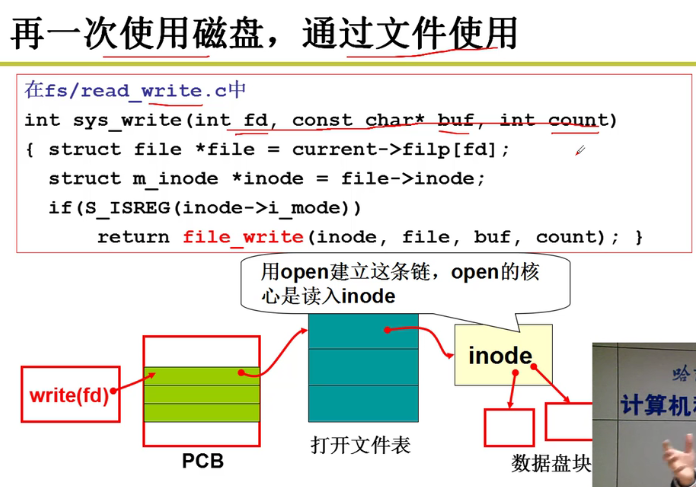 再一次使用磁盘，通过文件使用
在fs/read_write.c中
int sys_write(int fd, const char* buf, int count)
{ struct file *file = current->filp[fd];
struct m_inode *inode = file->inode;
if(S_ISREG(inode->i_mode))
return file_write(inode, file, buf, count); }
用open建立这条链，open的核
心是读入inode
write(fd)
PCB
打开文件表
inode
数据盘块
计算机